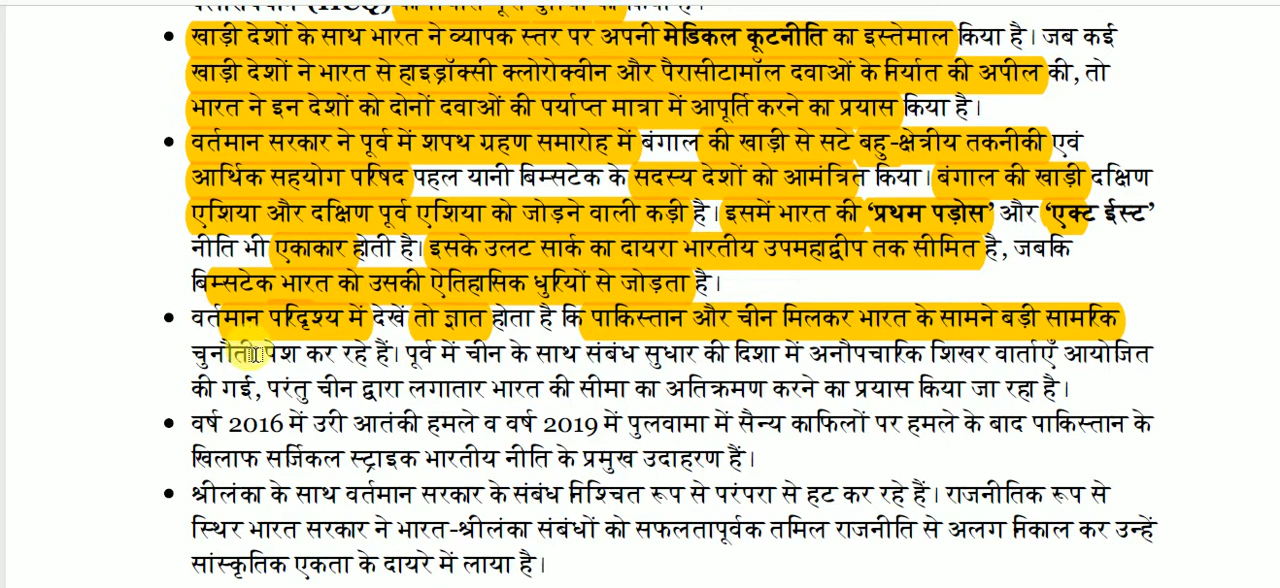 (HCQ)
खाड़ी देशों के साथ भारत ने व्यापक स्तर पर अपनी मेडिकल कूटनीति का इस्तेमाल किया है। जब कई
खाड़ी देशों ने भारत से हाइड्रॉक्सी क्लोरोक्वीन और पैरासीटामॉल दवाओं के निर्यात की अपील की, तो
भारत ने इन देशों को दोनों दवाओं की पर्याप्त मात्रा में आपूर्ति करने का प्रयास किया है।
वर्तमान सरकार ने पूर्व में शपथ ग्रहण समारोह में बंगाल की खाड़ी से सटे बहु-क्षेत्रीय तकनीकी एवं
आर्थिक सहयोग परिषद पहल यानी बिम्सटेक के सदस्य देशों को आमंत्रित किया। बंगाल की खाड़ी दक्षिण
एशिया और दक्षिण पूर्व एशिया को जोड़ने वाली कड़ी है। इसमें भारत की ‘प्रथम पड़ोस’ और ‘एक्ट ईस्ट’
नीति भी एकाकार होती है। इसके उलट सार्क का दायरा भारतीय उपमहाद्वीप तक सीमित है, जबकि
बिम्सटेक भारत को उसकी ऐतिहासिक धुरियों से जोड़ता है।
वर्तमान परिदृश्य में देखें तो ज्ञात होता है कि पाकिस्तान और चीन मिलकर भारत के सामने बड़ी सामरिक
चुनौती पेश कर रहे हैं। पूर्व में चीन के साथ संबंध सुधार की दिशा में अनौपचारिक शिखर वार्ताएँ आयोजित
की गई, परंतु चीन द्वारा लगातार भारत की सीमा का अतिक्रमण करने का प्रयास किया जा रहा है।
वर्ष 2016 में उरी आतंकी हमले व वर्ष 2019 में पुलवामा में सैन्य काफिलों पर हमले के बाद पाकिस्तान के
खिलाफ सर्जिकल स्ट्राइक भारतीय नीति के प्रमुख उदाहरण हैं।
श्रीलंका के साथ वर्तमान सरकार के संबंध निश्चित रूप से परंपरा से हट कर रहे हैं। राजनीतिक रूप से
स्थिर भारत सरकार ने भारत-श्रीलंका संबंधों को सफलतापूर्वक तमिल राजनीति से अलग निकाल कर उन्हें
सांस्कृतिक एकता के दायरे में लाया है।